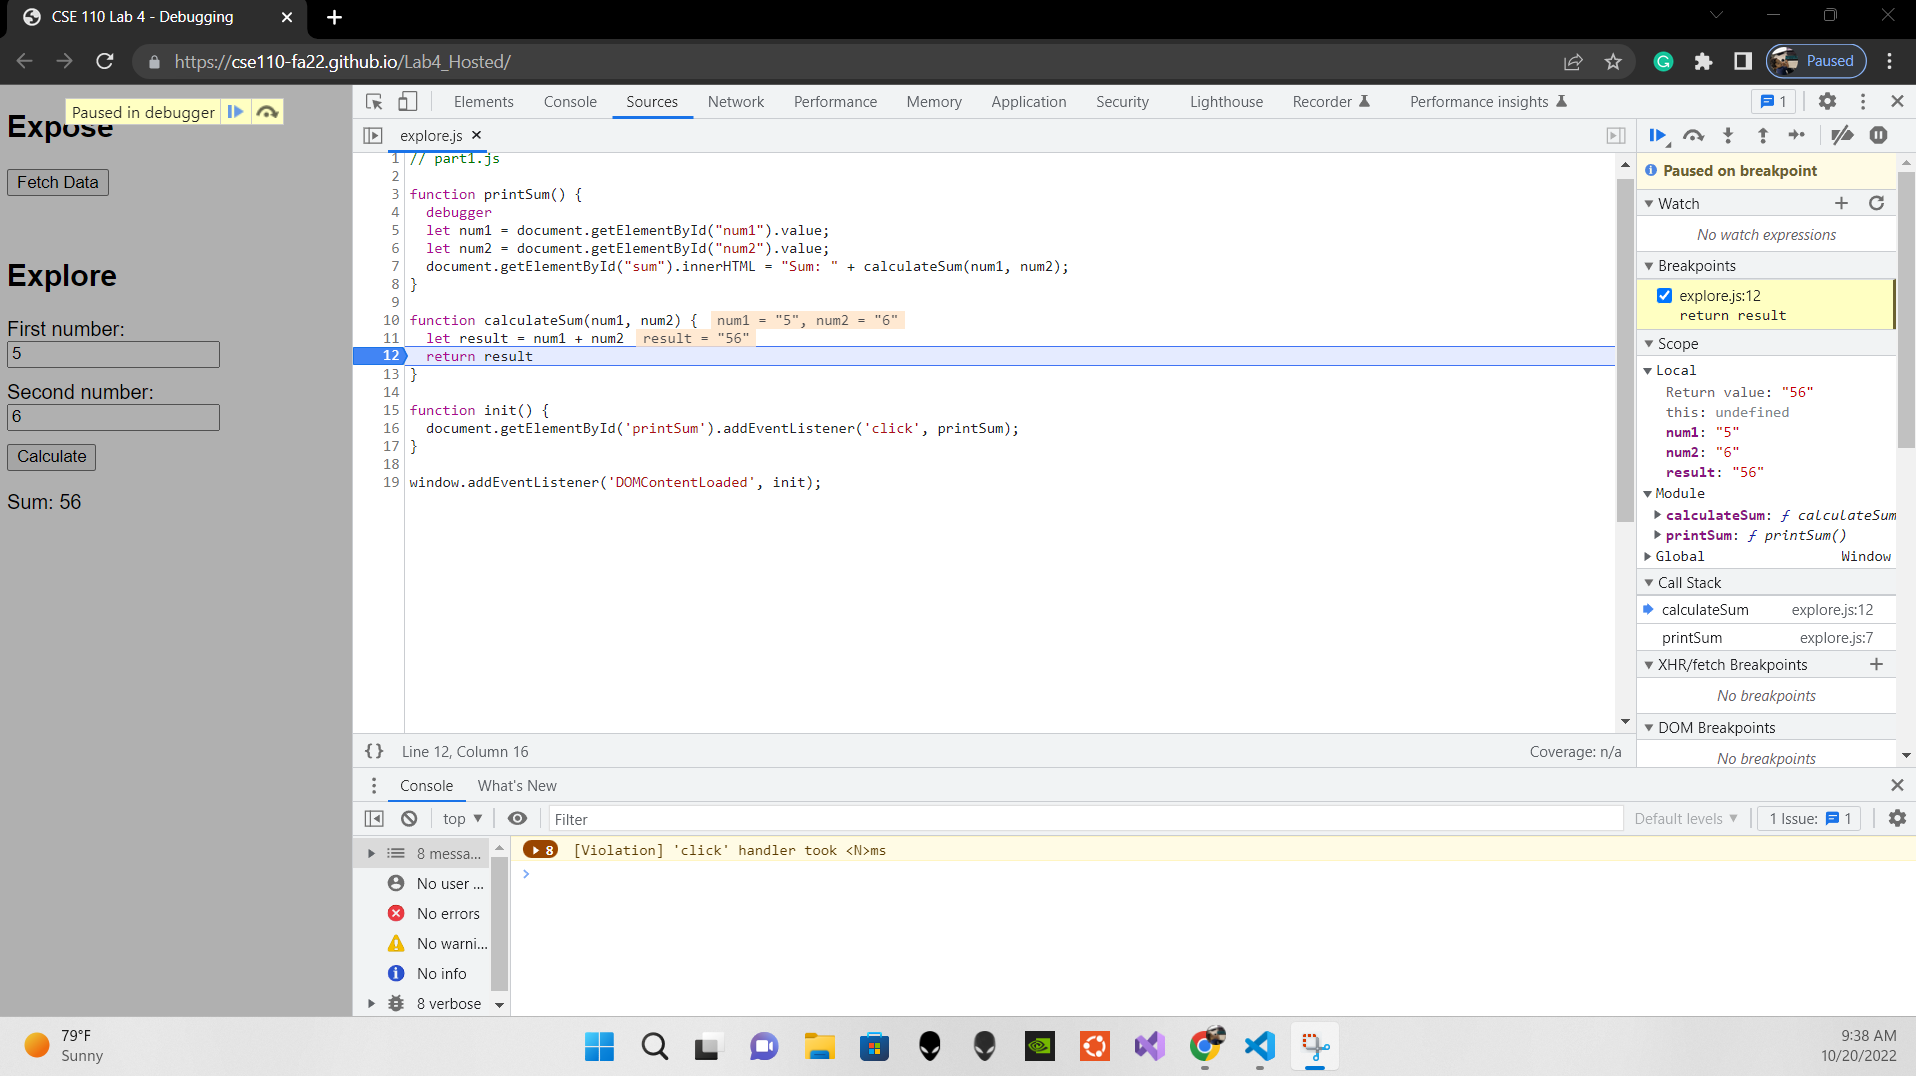 CSE 110 Lab 4 - Debugging
https://cse110-fa22.github.io/Lab4_Hosted/
Paused
Paused in debugger
Expose
Fetch Data
Explore
First number:
5
Second number:
6
Calculate
Sum: 56
Elements Console Sources Network Performance Memory Application Security Lighthouse Recorder Performance insights 1
explore.js
1 // part1.js
2
3 function printSum() {
4 debugger
5 let num1 = document.getElementById("num1").value;
6 let num2 = document.getElementById("num2").value;
7 document.getElementById("sum").innerHTML = "Sum: " + calculateSum(num1, num2);
8 }
9
10 function calculateSum(num1, num2) { num1 = "5", num2 = "6"
11 let result = num1 + num2 result = "56"
12 return result
13 }
14
15 function init() {
16 document.getElementById('printSum').addEventListener('click', printSum);
17 }
18
19 window.addEventListener('DOMContentLoaded', init);
{} Line 12, Column 16 Coverage: n/a
Paused on breakpoint
Watch
No watch expressions
Breakpoints
explore.js:12
return result
Scope
Local
Return value: "56"
this: undefined
num1: "5"
num2: "6"
result: "56"
Module
calculateSum: ƒ calculateSum
printSum: ƒ printSum()
Global Window
Call Stack
calculateSum explore.js:12
printSum explore.js:7
XHR/fetch Breakpoints
No breakpoints
DOM Breakpoints
No breakpoints
Console What's New
top Filter Default levels 1 Issue: 1
8 messa...
No user ...
No errors
No warni...
No info
8 verbose
8 [Violation] 'click' handler took <N>ms
79°F
Sunny
9:38 AM
10/20/2022